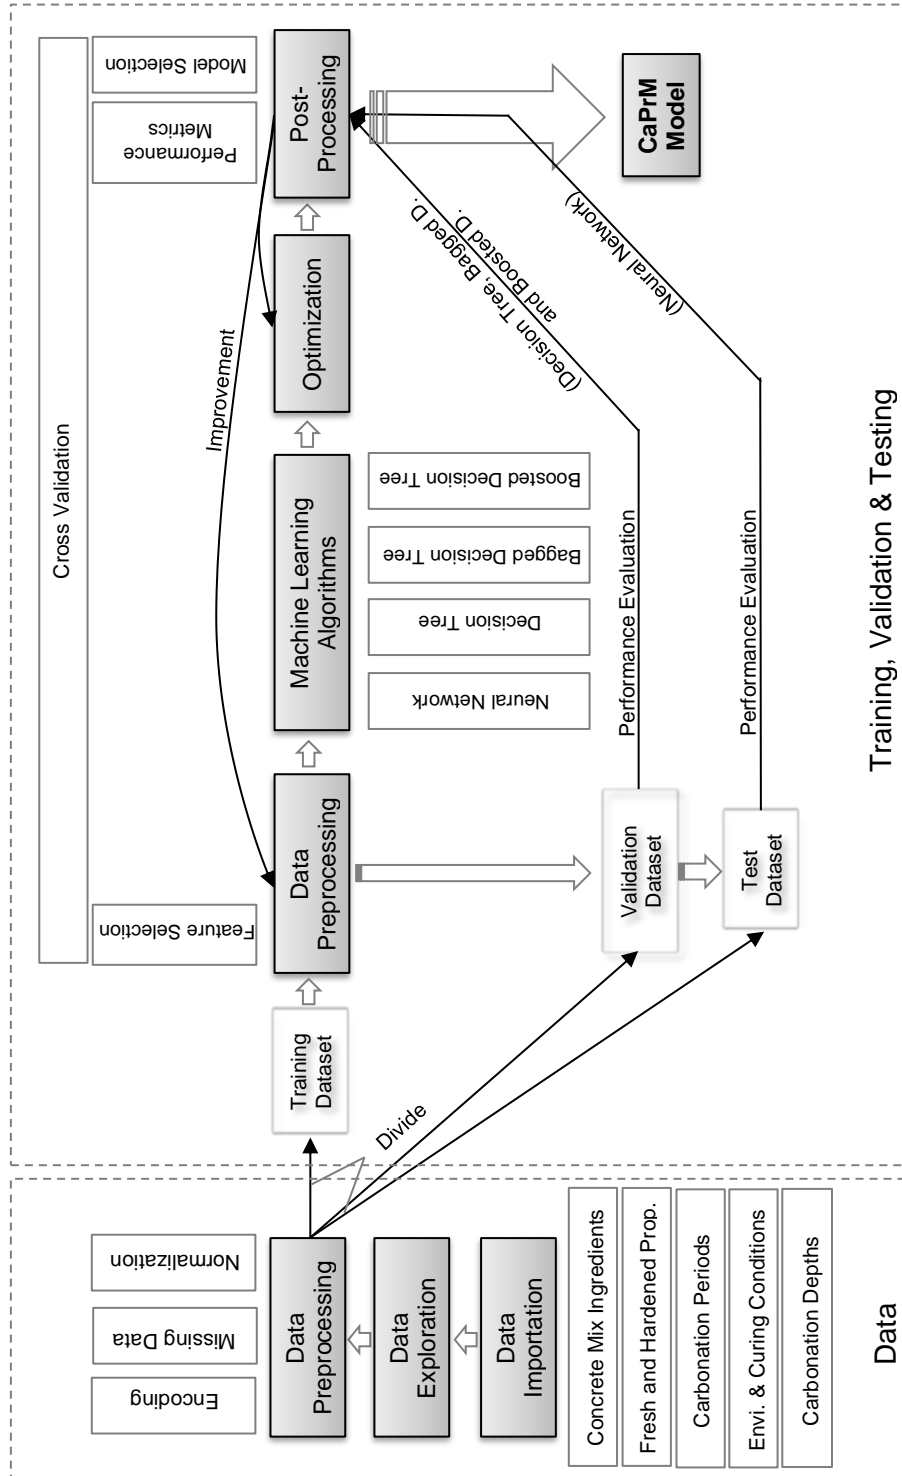 Cross Validation
Feature Selection
Performance
Metrics
Model Selection
Improvement
Training
Dataset
Data
Preprocessing
Machine Learning
Algorithms
Optimization
Post-
Processing
Neural Network
Decision Tree
Bagged Decision Tree
Boosted Decision Tree
(Decision Tree, Bagged D.
and Boosted D.
(Neural Network)
CaPrM
Model
Validation
Dataset
Performance Evaluation
Test
Dataset
Performance Evaluation
Divide
Training, Validation & Testing
Encoding
Missing Data
Normalization
Data
Preprocessing
Data
Exploration
Data
Importation
Concrete Mix Ingredients
Fresh and Hardened Prop.
Carbonation Periods
Envi. & Curing Conditions
Carbonation Depths
Data